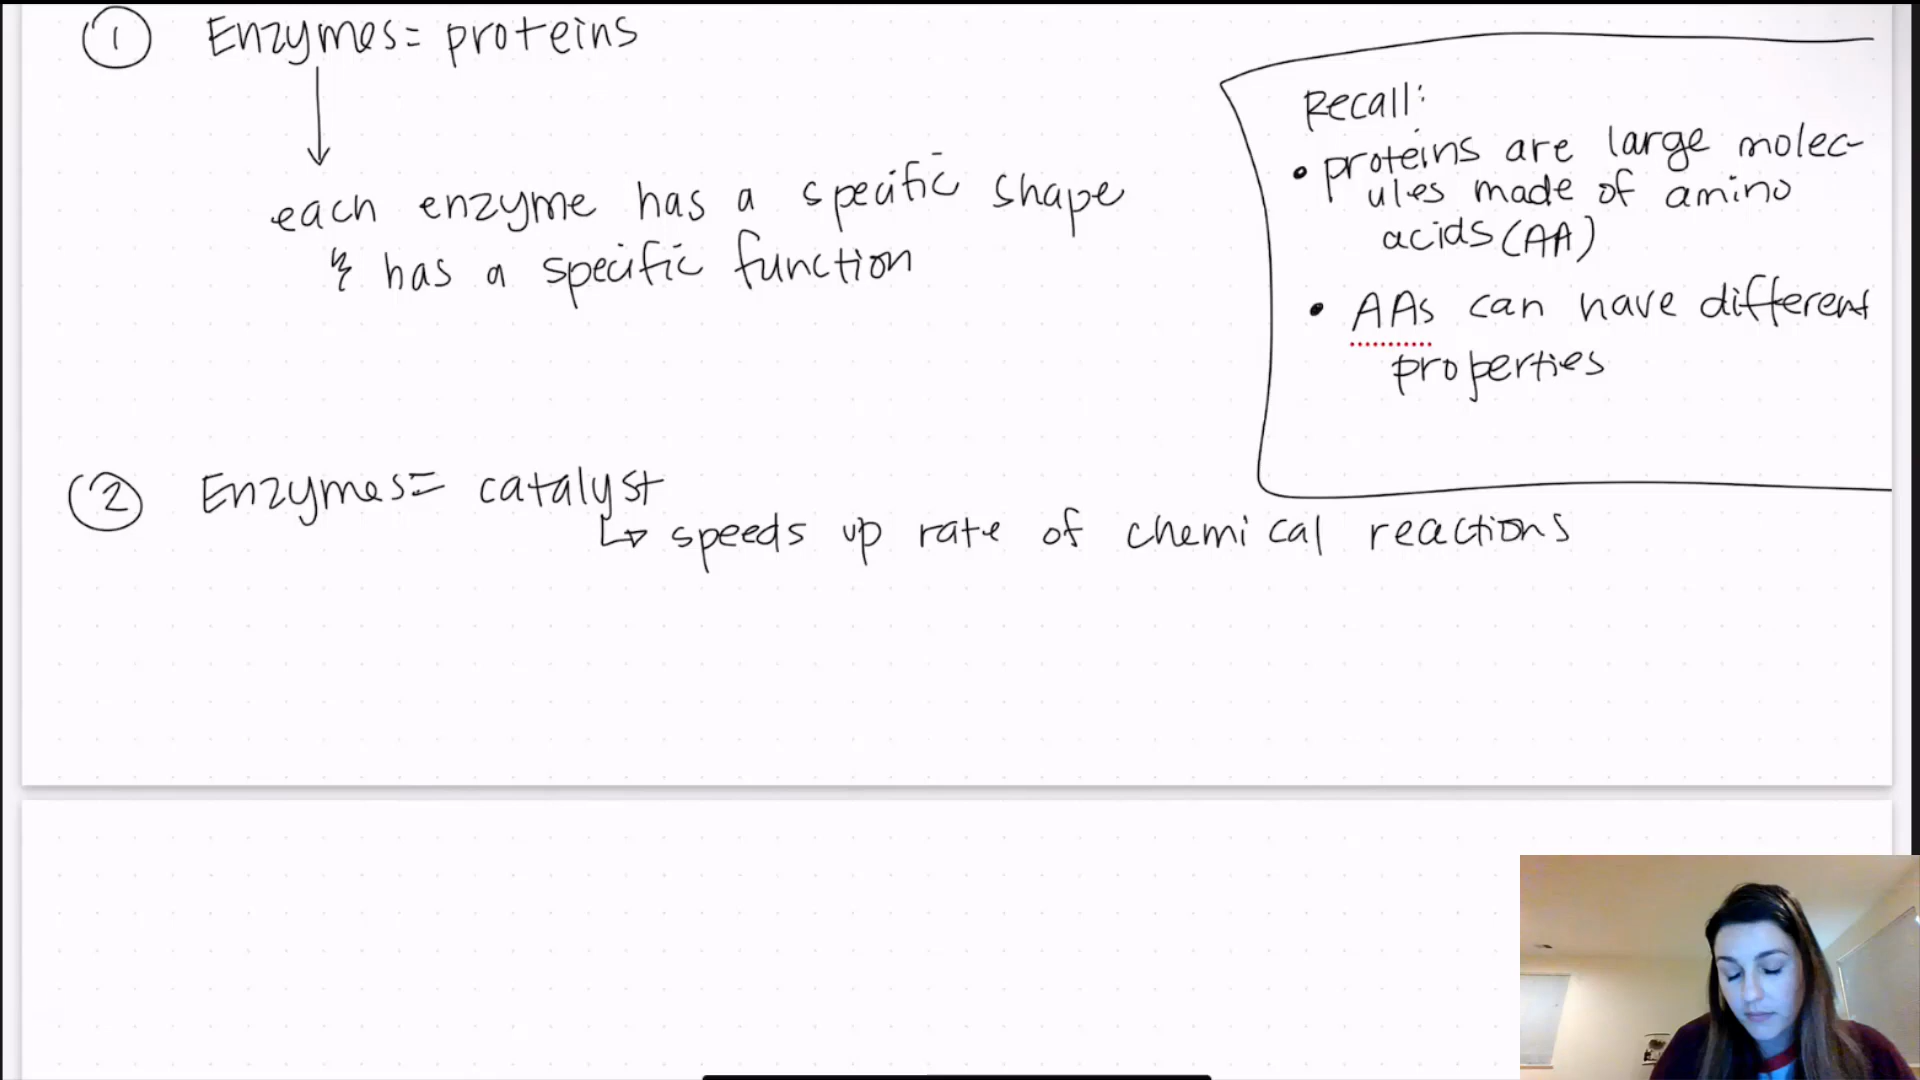 ① Enzymes= proteins
each enzyme has a specific shape
& has a specific function
Recall:
• proteins are large molec-
ules made of amino
acids (AA)
• AAs can have different
properties
② Enzymes= catalyst
↳ speeds up rate of chemical reactions